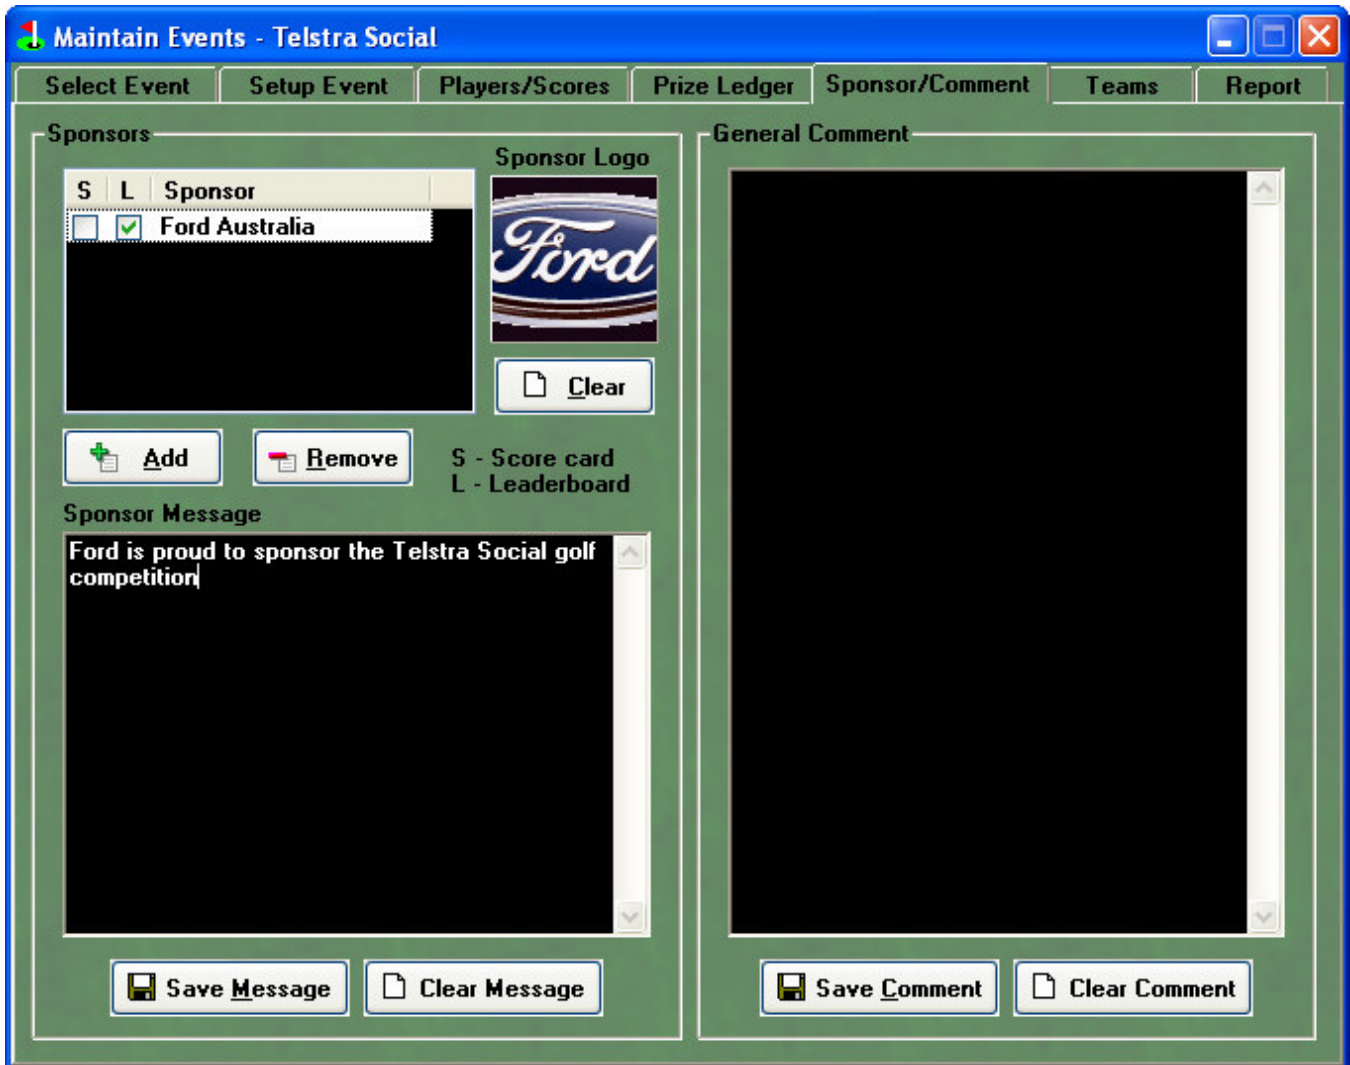 Maintain Events - Telstra Social
Select Event Setup Event Players/Scores Prize Ledger Sponsor/Comment Teams Report
Sponsors
Sponsor Logo
S L Sponsor
Ford Australia
Ford
Clear
Add Remove
S - Score card
L - Leaderboard
Sponsor Message
Ford is proud to sponsor the Telstra Social golf
competition
Save Message Clear Message
General Comment
Save Comment Clear Comment